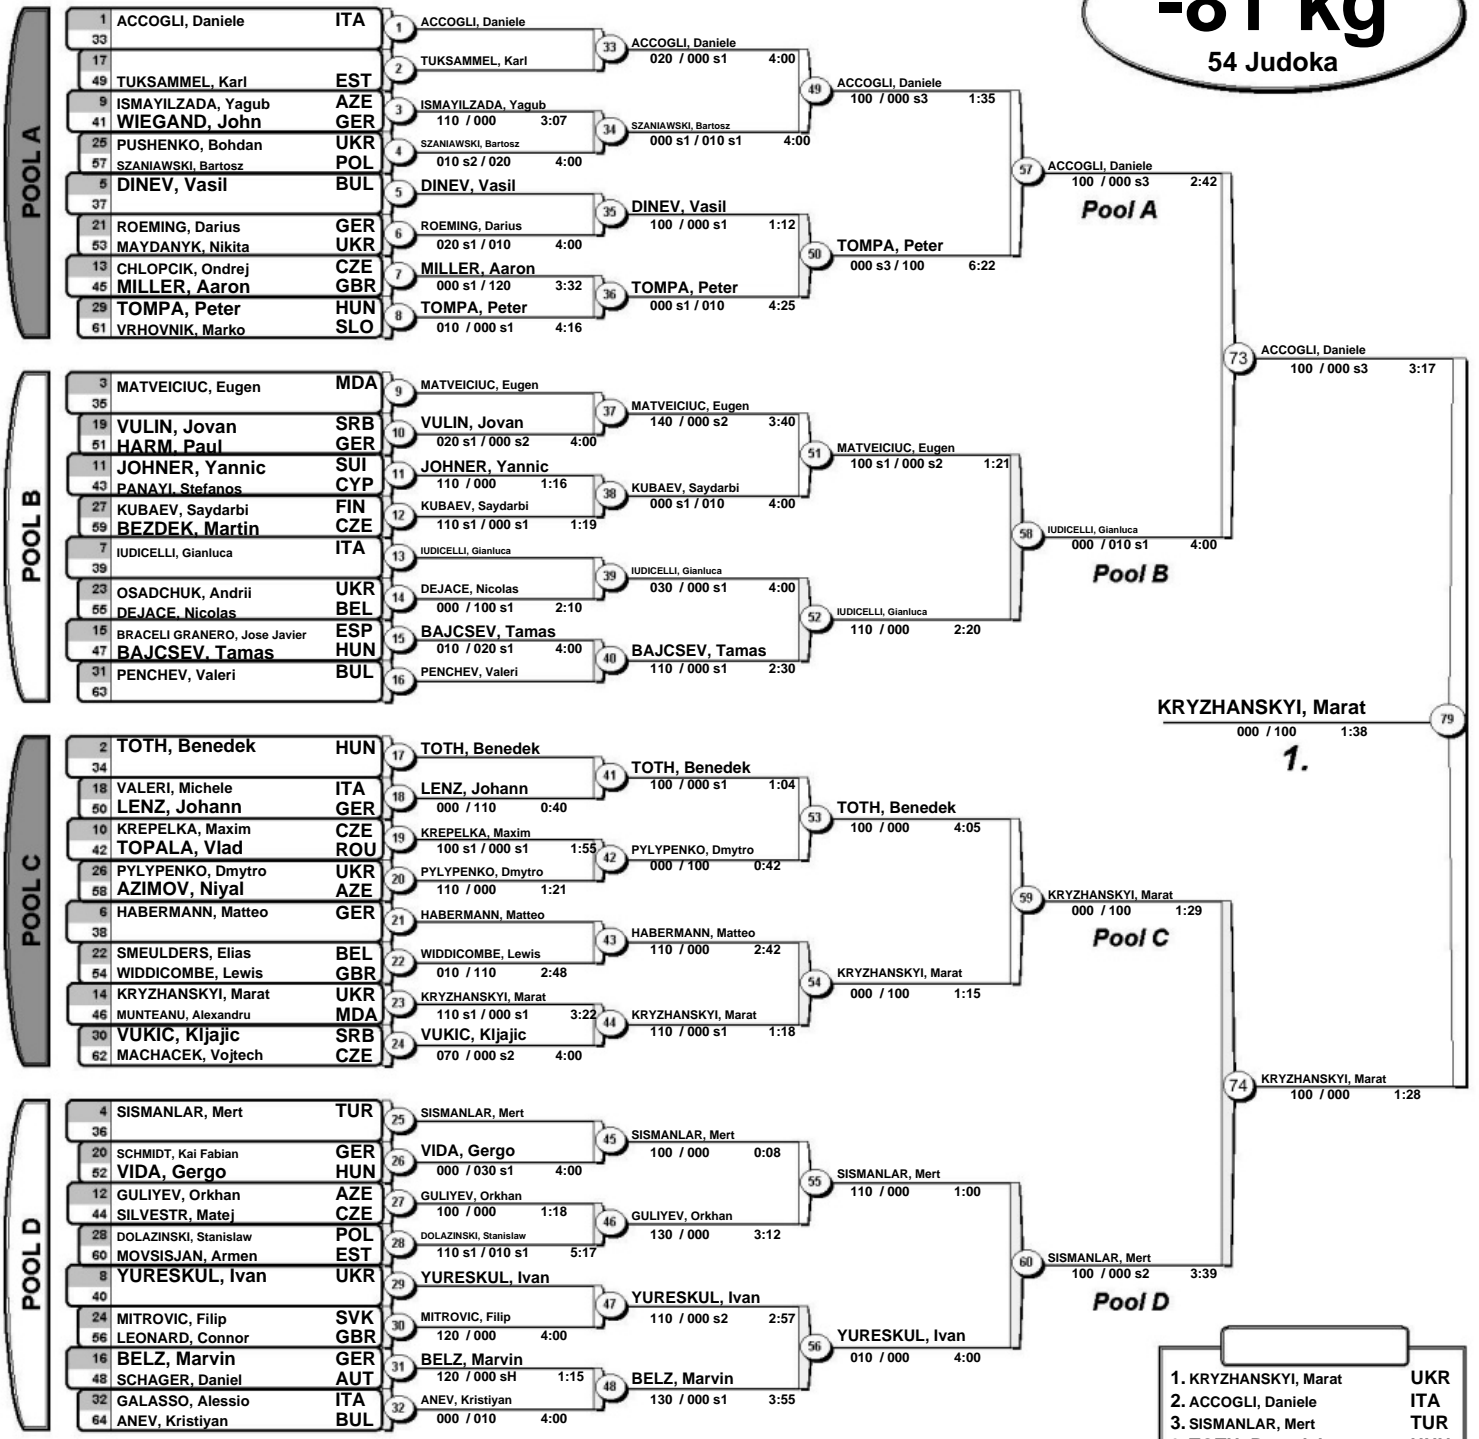 -81 kg
54 Judoka
POOL A
1 ACCOGLI, Daniele ITA
33
17
49 TUKSAMMEL, Karl EST
9 ISMAYILZADA, Yagub AZE
41 WIEGAND, John GER
25 PUSHENKO, Bohdan UKR
57 SZANIAWSKI, Bartosz POL
5 DINEV, Vasil BUL
37
21 ROEMING, Darius GER
53 MAYDANYK, Nikita UKR
13 CHLOPCIK, Ondrej CZE
45 MILLER, Aaron GBR
29 TOMPA, Peter HUN
61 VRHOVNIK, Marko SLO
1 ACCOGLI, Daniele
2 TUKSAMMEL, Karl
3 ISMAYILZADA, Yagub
110 / 000 3:07
4 SZANIAWSKI, Bartosz
010 s2 / 020 4:00
5 DINEV, Vasil
6 ROEMING, Darius
020 s1 / 010 4:00
7 MILLER, Aaron
000 s1 / 120 3:32
8 TOMPA, Peter
010 / 000 s1 4:16
33 ACCOGLI, Daniele
020 / 000 s1 4:00
34 SZANIAWSKI, Bartosz
000 s1 / 010 s1 4:00
35 DINEV, Vasil
100 / 000 s1 1:12
36 TOMPA, Peter
000 s1 / 010 4:25
49 ACCOGLI, Daniele
100 / 000 s3 1:35
50 TOMPA, Peter
000 s3 / 100 6:22
57 ACCOGLI, Daniele
100 / 000 s3 2:42
Pool A
POOL B
3 MATVEICIUC, Eugen MDA
35
19 VULIN, Jovan SRB
51 HARM, Paul GER
11 JOHNER, Yannic SUI
43 PANAYI, Stefanos CYP
27 KUBAEV, Saydarbi FIN
59 BEZDEK, Martin CZE
7 IUDICELLI, Gianluca ITA
39
23 OSADCHUK, Andrii UKR
55 DEJACE, Nicolas BEL
15 BRACELI GRANERO, Jose Javier ESP
47 BAJCSEV, Tamas HUN
31 PENCHEV, Valeri BUL
63
9 MATVEICIUC, Eugen
10 VULIN, Jovan
020 s1 / 000 s2 4:00
11 JOHNER, Yannic
110 / 000 1:16
12 KUBAEV, Saydarbi
110 s1 / 000 s1 1:19
13 IUDICELLI, Gianluca
14 DEJACE, Nicolas
000 / 100 s1 2:10
15 BAJCSEV, Tamas
010 / 020 s1 4:00
16 PENCHEV, Valeri
37 MATVEICIUC, Eugen
140 / 000 s2 3:40
38 KUBAEV, Saydarbi
000 s1 / 010 4:00
39 IUDICELLI, Gianluca
030 / 000 s1 4:00
40 BAJCSEV, Tamas
110 / 000 s1 2:30
51 MATVEICIUC, Eugen
100 s1 / 000 s2 1:21
52 IUDICELLI, Gianluca
110 / 000 2:20
58 IUDICELLI, Gianluca
000 / 010 s1 4:00
Pool B
73 ACCOGLI, Daniele
100 / 000 s3 3:17
KRYZHANSKYI, Marat 79
000 / 100 1:38
1.
POOL C
2 TOTH, Benedek HUN
34
18 VALERI, Michele ITA
50 LENZ, Johann GER
10 KREPELKA, Maxim CZE
42 TOPALA, Vlad ROU
26 PYLYPENKO, Dmytro UKR
58 AZIMOV, Niyal AZE
6 HABERMANN, Matteo GER
38
22 SMEULDERS, Elias BEL
54 WIDDICOMBE, Lewis GBR
14 KRYZHANSKYI, Marat UKR
46 MUNTEANU, Alexandru MDA
30 VUKIC, Kljajic SRB
62 MACHACEK, Vojtech CZE
17 TOTH, Benedek
18 LENZ, Johann
000 / 110 0:40
19 KREPELKA, Maxim
100 s1 / 000 s1 1:55
20 PYLYPENKO, Dmytro
110 / 000 1:21
21 HABERMANN, Matteo
22 WIDDICOMBE, Lewis
010 / 110 2:48
23 KRYZHANSKYI, Marat
110 s1 / 000 s1 3:22
24 VUKIC, Kljajic
070 / 000 s2 4:00
41 TOTH, Benedek
100 / 000 s1 1:04
42 PYLYPENKO, Dmytro
000 / 100 0:42
43 HABERMANN, Matteo
110 / 000 2:42
44 KRYZHANSKYI, Marat
110 / 000 s1 1:18
53 TOTH, Benedek
100 / 000 4:05
54 KRYZHANSKYI, Marat
000 / 100 1:15
59 KRYZHANSKYI, Marat
000 / 100 1:29
Pool C
POOL D
4 SISMANLAR, Mert TUR
36
20 SCHMIDT, Kai Fabian GER
52 VIDA, Gergo HUN
12 GULIYEV, Orkhan AZE
44 SILVESTR, Matej CZE
28 DOLAZINSKI, Stanislaw POL
60 MOVSISJAN, Armen EST
8 YURESKUL, Ivan UKR
40
24 MITROVIC, Filip SVK
56 LEONARD, Connor GBR
16 BELZ, Marvin GER
48 SCHAGER, Daniel AUT
32 GALASSO, Alessio ITA
64 ANEV, Kristiyan BUL
25 SISMANLAR, Mert
26 VIDA, Gergo
000 / 030 s1 4:00
27 GULIYEV, Orkhan
100 / 000 1:18
28 DOLAZINSKI, Stanislaw
110 s1 / 010 s1 5:17
29 YURESKUL, Ivan
30 MITROVIC, Filip
120 / 000 4:00
31 BELZ, Marvin
120 / 000 sH 1:15
32 ANEV, Kristiyan
000 / 010 4:00
45 SISMANLAR, Mert
100 / 000 0:08
46 GULIYEV, Orkhan
130 / 000 3:12
47 YURESKUL, Ivan
110 / 000 s2 2:57
48 BELZ, Marvin
130 / 000 s1 3:55
55 SISMANLAR, Mert
110 / 000 1:00
56 YURESKUL, Ivan
010 / 000 4:00
60 SISMANLAR, Mert
100 / 000 s2 3:39
Pool D
74 KRYZHANSKYI, Marat
100 / 000 1:28
1. KRYZHANSKYI, Marat UKR
2. ACCOGLI, Daniele ITA
3. SISMANLAR, Mert TUR